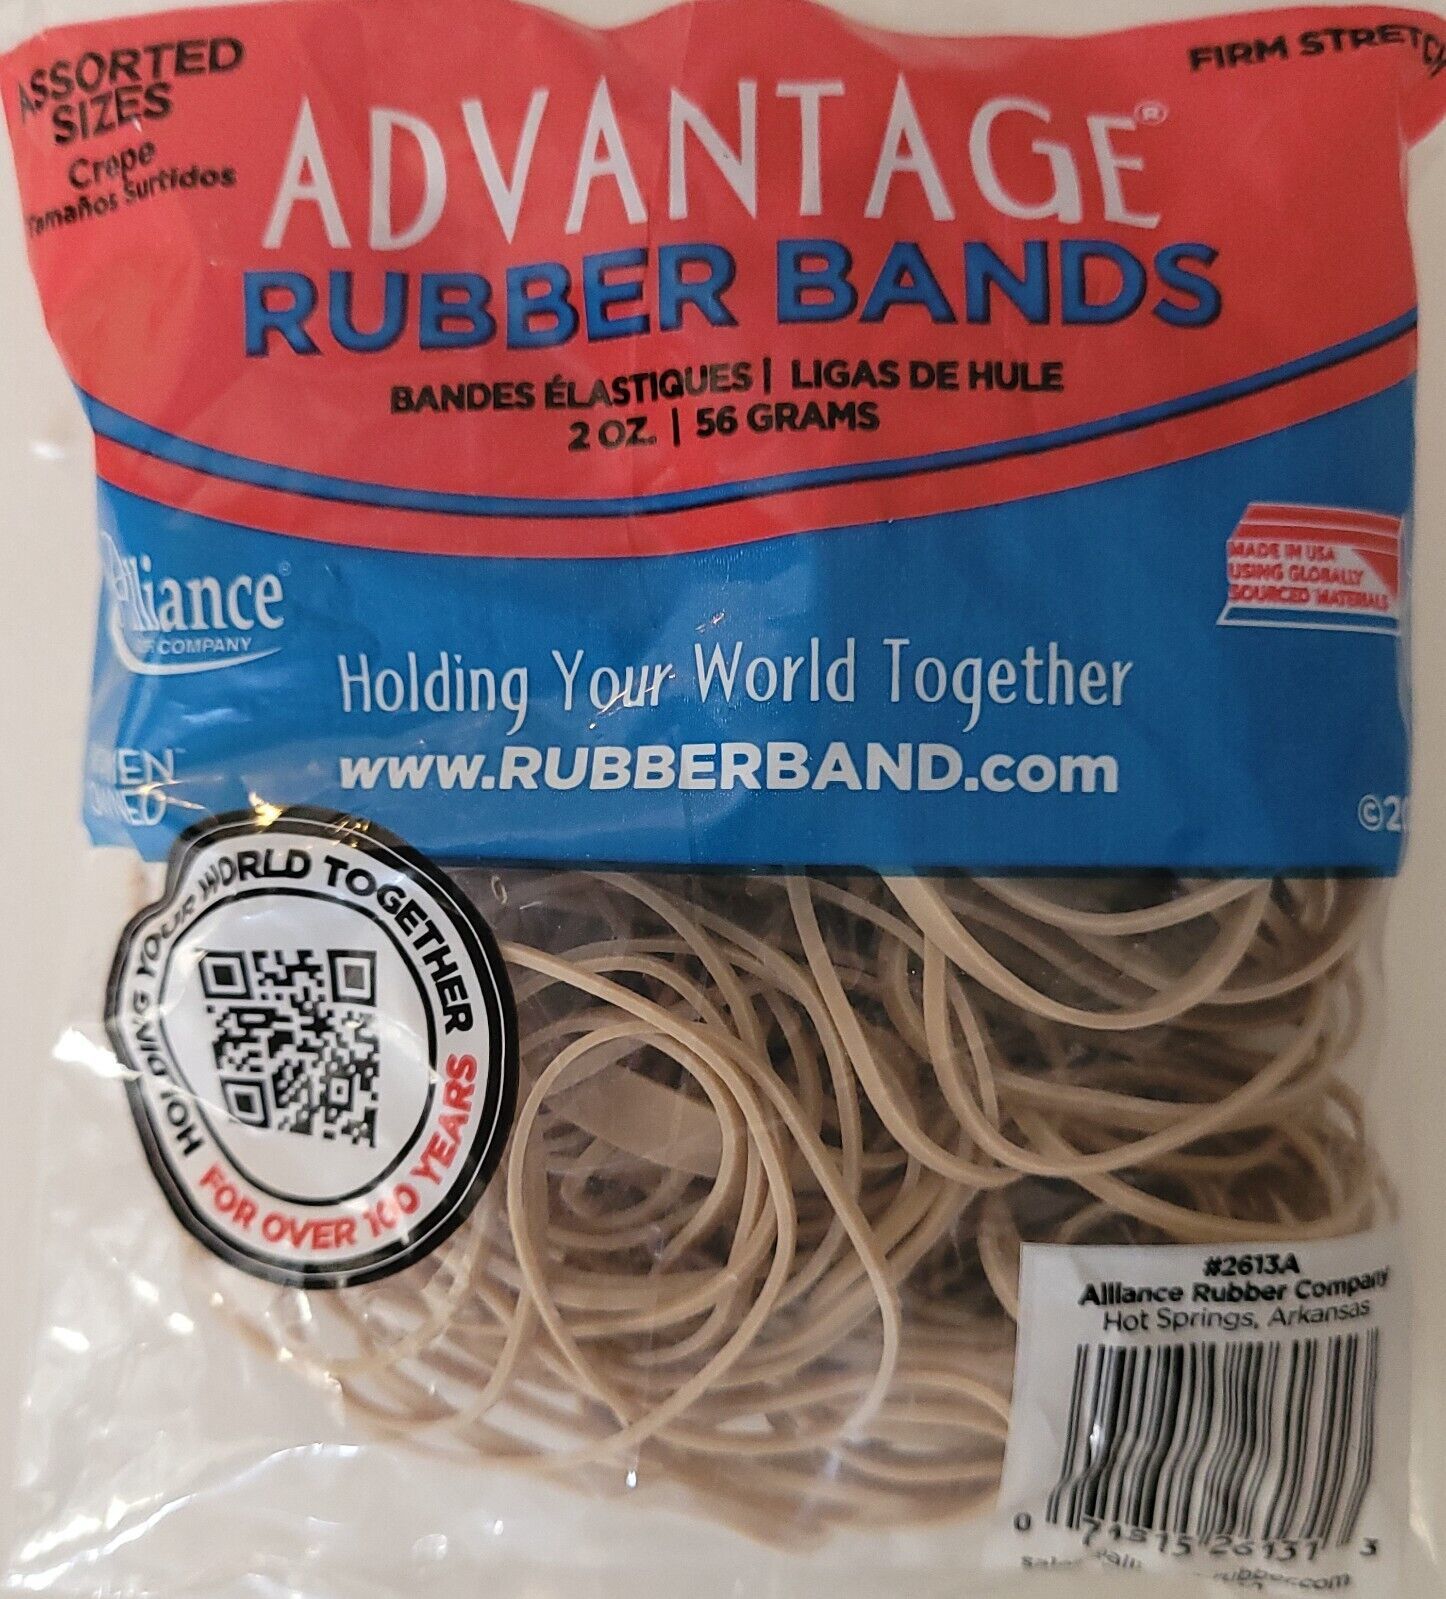 ASSORTED
SIZES
Crepe
Tamaños Surtidos
FIRM STRETCH
ADVANTAGE®
RUBBER BANDS
BANDES ÉLASTIQUES | LIGAS DE HULE
2 OZ. | 56 GRAMS
Alliance®
COMPANY
MADE IN USA
USING GLOBALLY
SOURCED MATERIALS
Holding Your World Together
www.RUBBERBAND.com
©20
HOLDING YOUR WORLD TOGETHER
FOR OVER 100 YEARS
#2613A
Alliance Rubber Company
Hot Springs, Arkansas
0 71815 26131 3